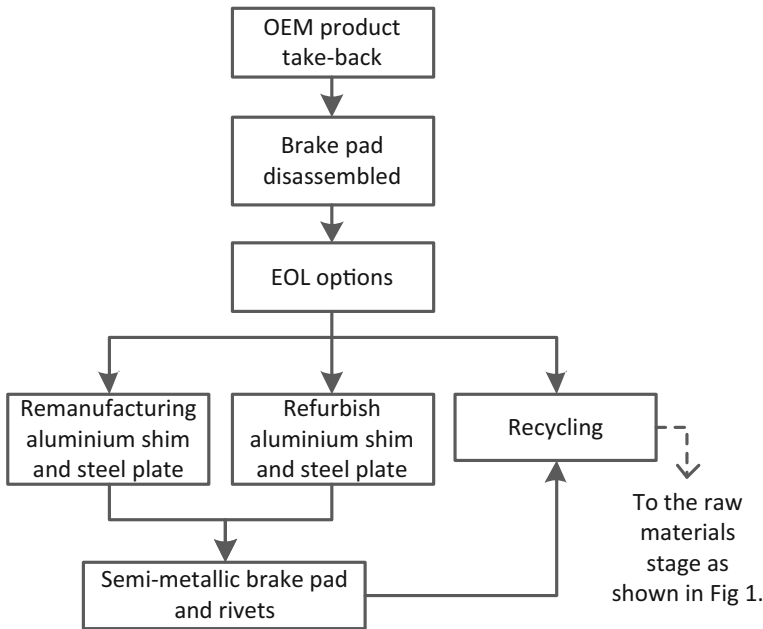 OEM product
take-back
Brake pad
disassembled
EOL options
Remanufacturing
aluminium shim
and steel plate
Refurbish
aluminium shim
and steel plate
Recycling
To the raw
materials
stage as
shown in Fig 1.
Semi-metallic brake pad
and rivets